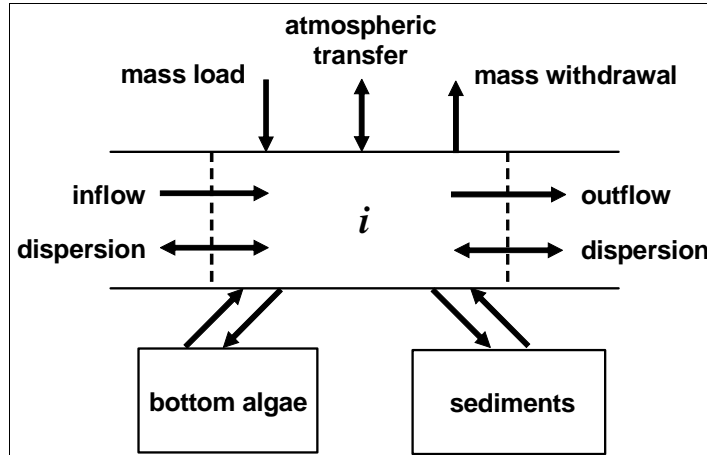 atmospheric
transfer
mass load
mass withdrawal
inflow
i
outflow
dispersion
dispersion
bottom algae
sediments